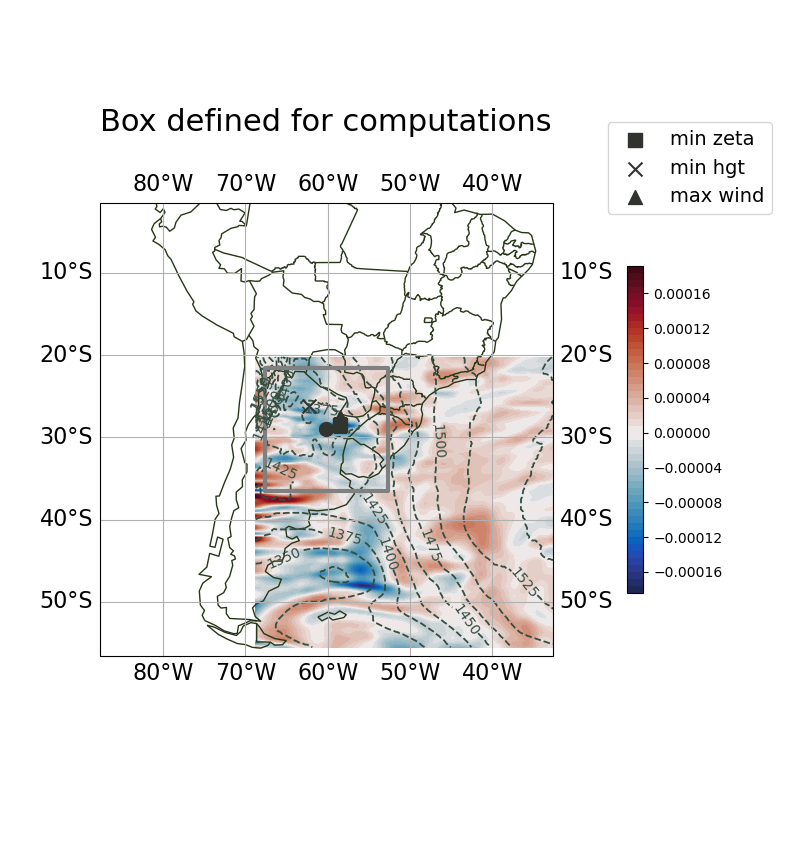 Box defined for computations
min zeta
min hgt
max wind
80°W 70°W 60°W 50°W 40°W
10°S 10°S
20°S 20°S
30°S 30°S
40°S 40°S
50°S 50°S
80°W 70°W 60°W 50°W 40°W
0.00016
0.00012
0.00008
0.00004
0.00000
−0.00004
−0.00008
−0.00012
−0.00016
1375
1500
1425
1425
1375
1400
1475
1350
1525
1450